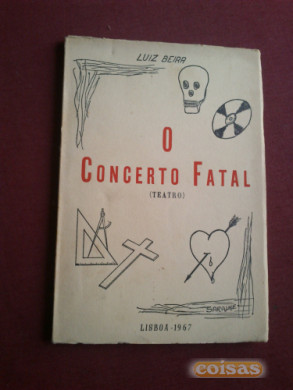 LUIZ BEIRA
O
CONCERTO FATAL
(TEATRO)
LISBOA - 1967
coisas